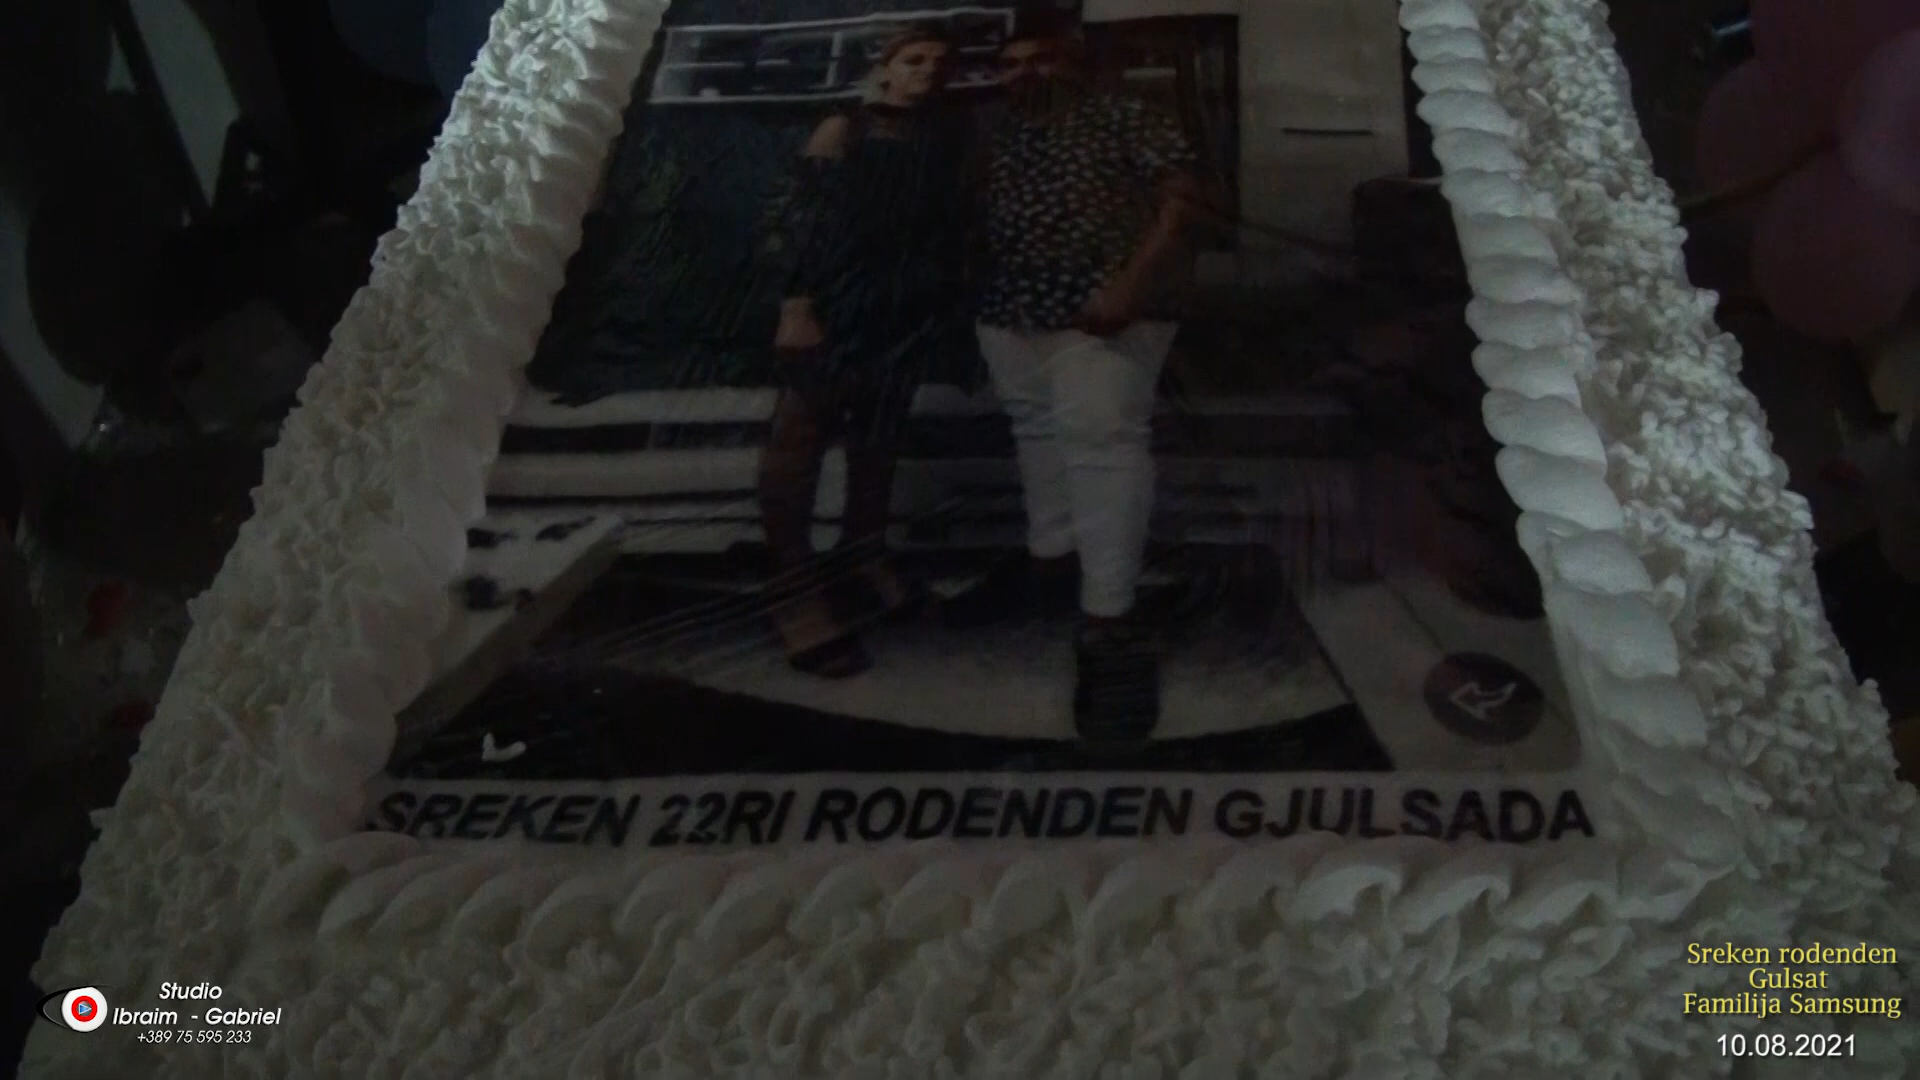 SREKEN 22RI RODENDEN GJULSADA
Studio
Ibraim - Gabriel
+389 75 595 233
Sreken rodenden
Gulsat
Familija Samsung
10.08.2021